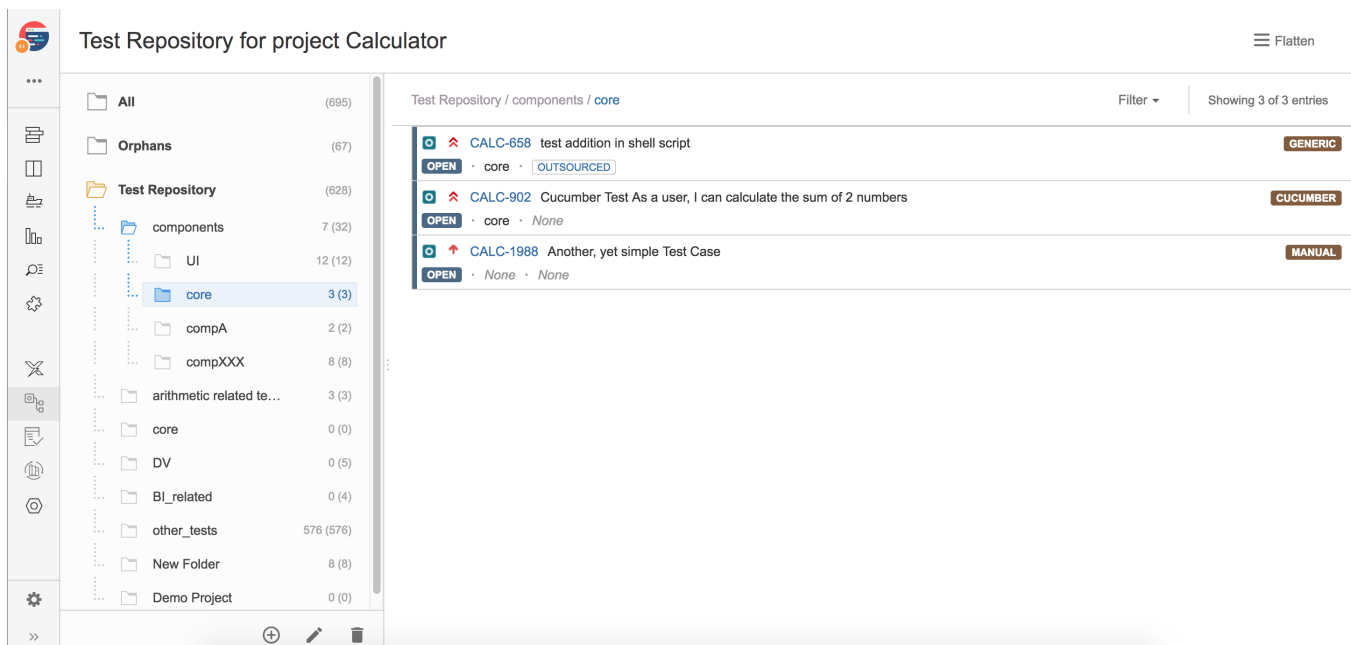 Test Repository for project Calculator
Flatten
All (695)
Orphans (67)
Test Repository (628)
components 7 (32)
UI 12 (12)
core 3 (3)
compA 2 (2)
compXXX 8 (8)
arithmetic related te… 3 (3)
core 0 (0)
DV 0 (5)
BI_related 0 (4)
other_tests 576 (576)
New Folder 8 (8)
Demo Project 0 (0)
Test Repository / components / core
Filter
Showing 3 of 3 entries
CALC-658 test addition in shell script GENERIC
OPEN · core · OUTSOURCED
CALC-902 Cucumber Test As a user, I can calculate the sum of 2 numbers CUCUMBER
OPEN · core · None
CALC-1988 Another, yet simple Test Case MANUAL
OPEN · None · None